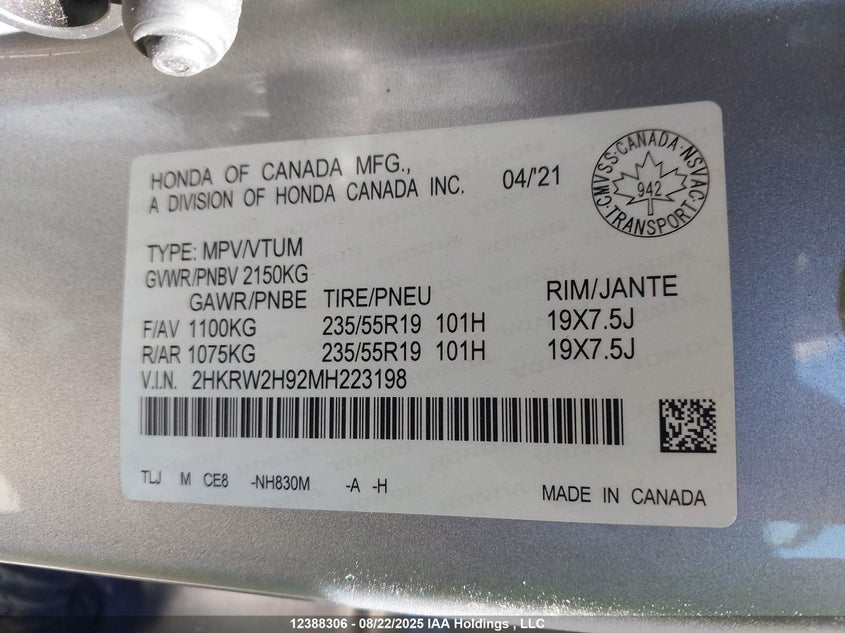 HONDA OF CANADA MFG.,
A DIVISION OF HONDA CANADA INC.
04/'21
CMVSS · CANADA · NSVAC · TRANSPORT
942
TYPE: MPV/VTUM
GVWR/PNBV 2150KG
GAWR/PNBE TIRE/PNEU RIM/JANTE
F/AV 1100KG 235/55R19 101H 19X7.5J
R/AR 1075KG 235/55R19 101H 19X7.5J
V.I.N. 2HKRW2H92MH223198
TLJ M CE8 -NH830M -A -H
MADE IN CANADA
12388306 - 08/22/2025 IAA Holdings , LLC